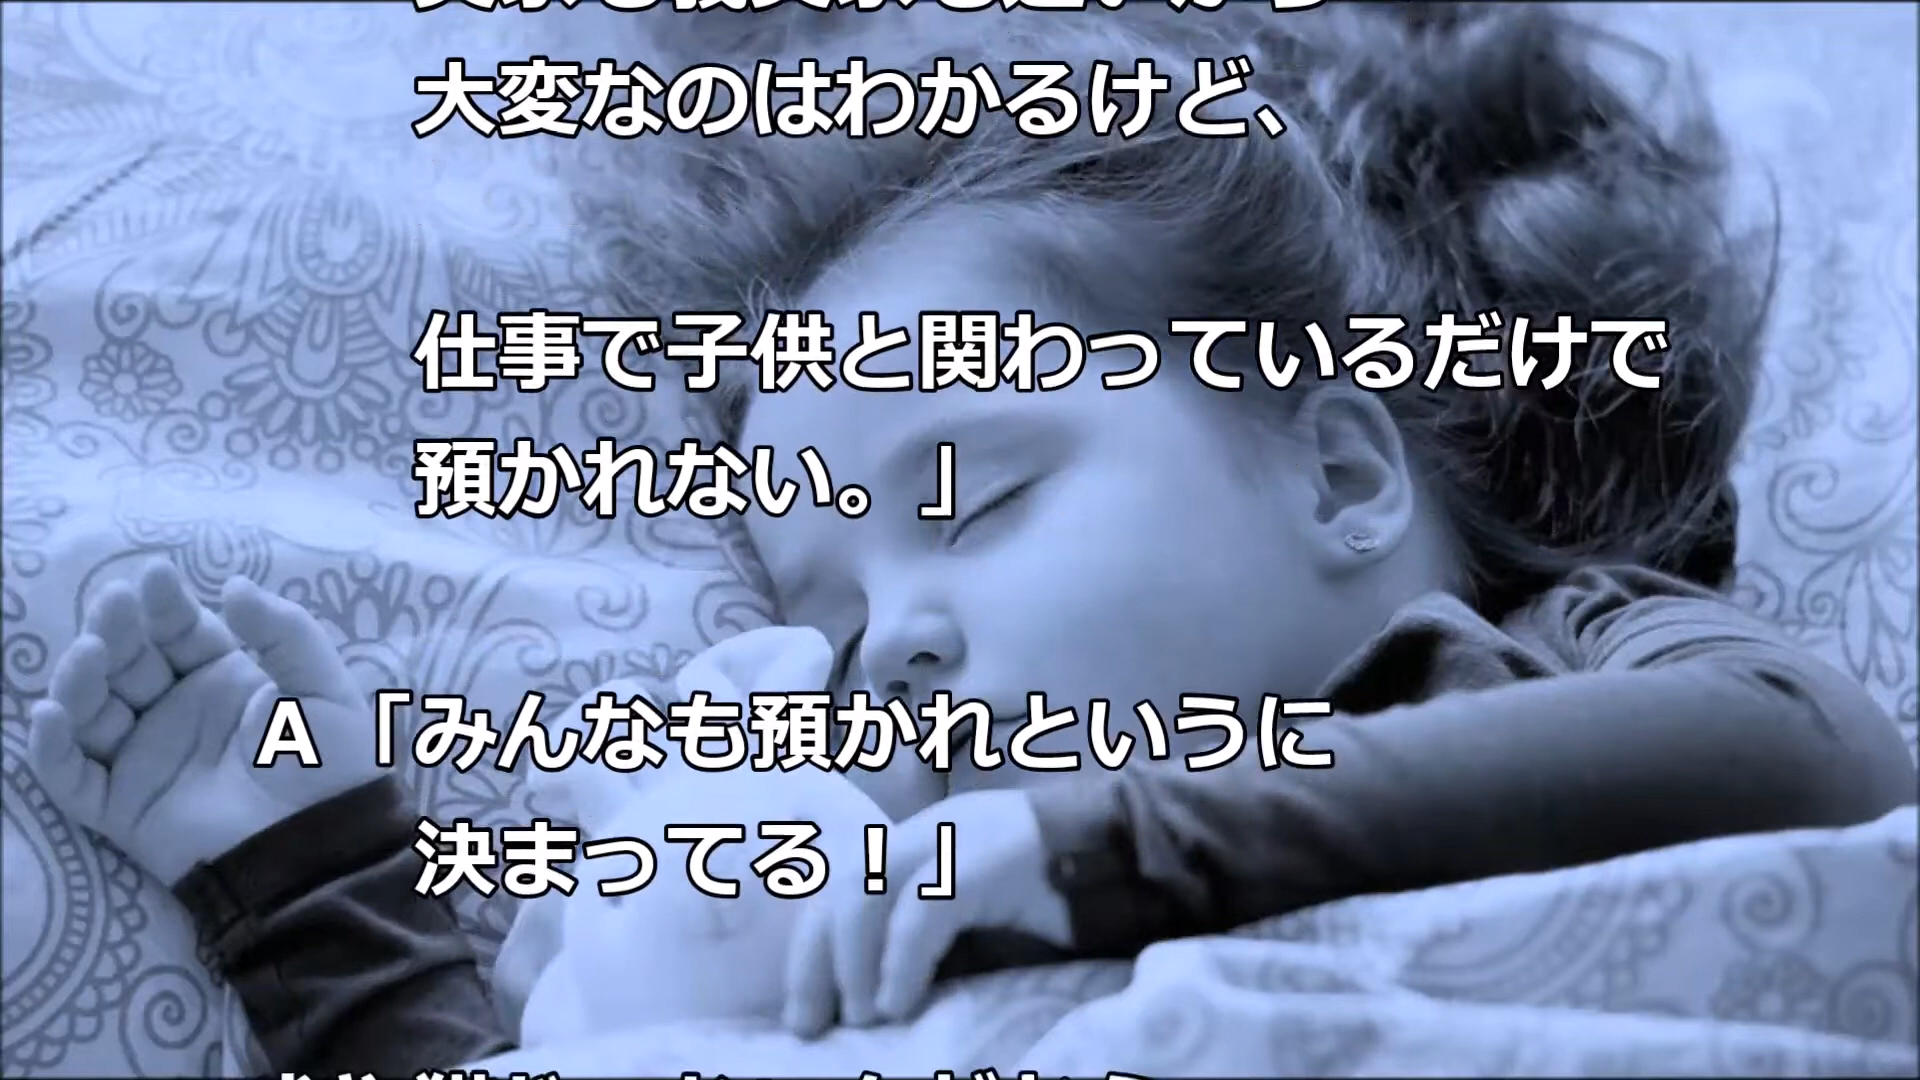 大変なのはわかるけど、
仕事で子供と関わっているだけで
預かれない。」
A「みんなも預かれというに
決まってる！」